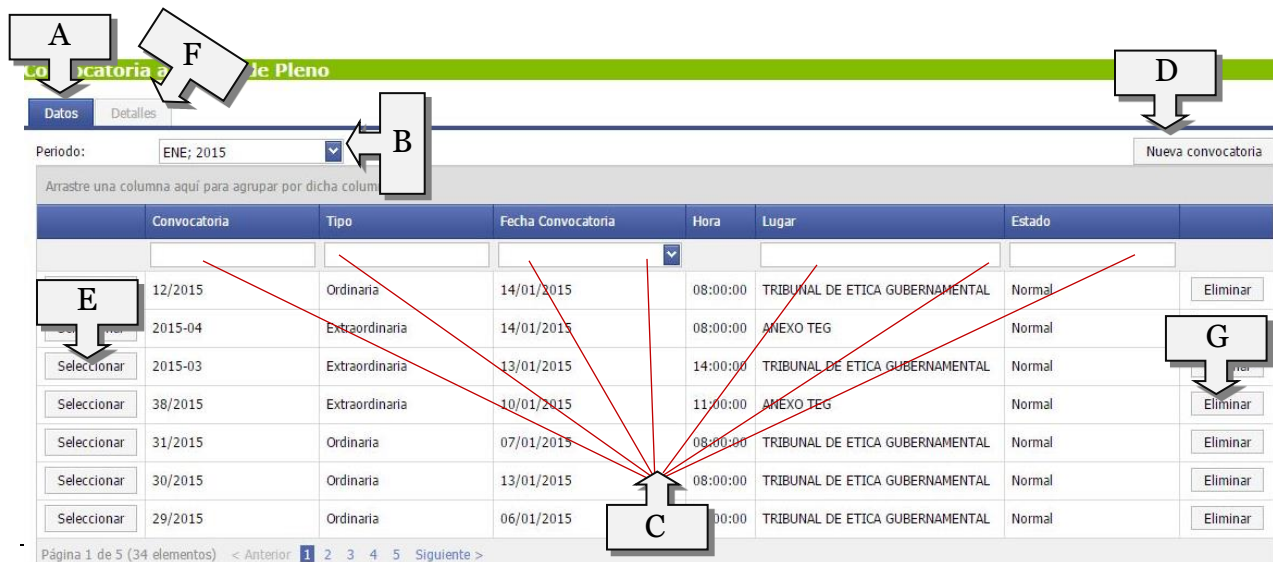 A
F
de Pleno
D
Datos Detalles
B
Periodo: ENE; 2015
Nueva convocatoria
Arrastre una columna aquí para agrupar por dicha
Convocatoria Tipo Fecha Convocatoria Hora Lugar Estado
12/2015 Ordinaria 14/01/2015 08:00:00 TRIBUNAL DE ETICA GUBERNAMENTAL Normal Eliminar
E
2015-04 Extraordinaria 14/01/2015 08:00:00 ANEXO TEG Normal
G
Seleccionar 2015-03 Extraordinaria 13/01/2015 14:00:00 TRIBUNAL DE ETICA GUBERNAMENTAL Normal
Seleccionar 38/2015 Extraordinaria 10/01/2015 11:00:00 ANEXO TEG Normal Eliminar
Seleccionar 31/2015 Ordinaria 07/01/2015 08:00:00 TRIBUNAL DE ETICA GUBERNAMENTAL Normal Eliminar
Seleccionar 30/2015 Ordinaria 13/01/2015 08:00:00 TRIBUNAL DE ETICA GUBERNAMENTAL Normal Eliminar
Seleccionar 29/2015 Ordinaria 06/01/2015 TRIBUNAL DE ETICA GUBERNAMENTAL Normal Eliminar
C
Página 1 de 5 (34 elementos) < Anterior 1 2 3 4 5 Siguiente >